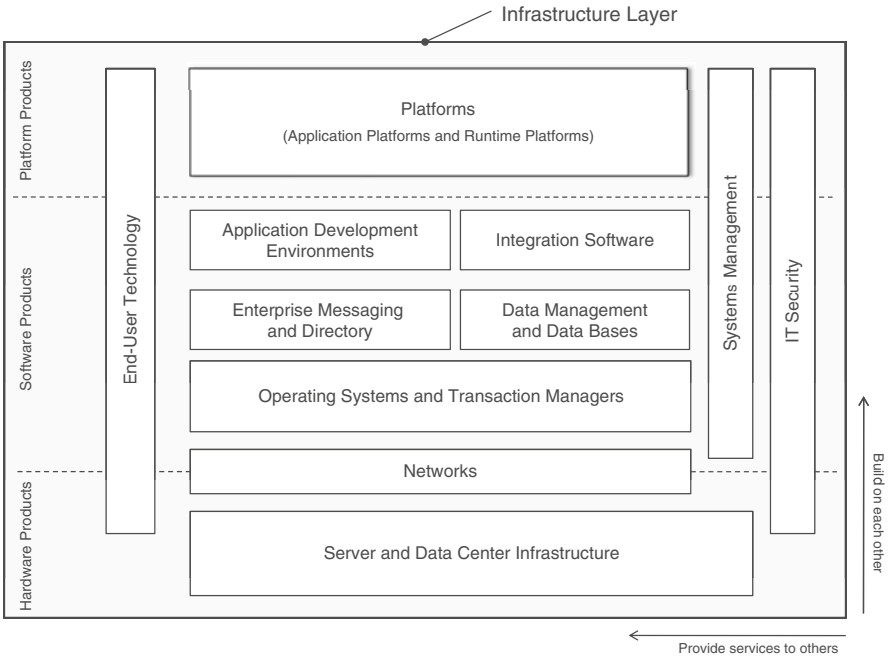 Infrastructure Layer
Platform Products
Software Products
Hardware Products
End-User Technology
Platforms
(Application Platforms and Runtime Platforms)
Application Development
Environments
Integration Software
Enterprise Messaging
and Directory
Data Management
and Data Bases
Operating Systems and Transaction Managers
Networks
Server and Data Center Infrastructure
Systems Management
IT Security
Build on each other
Provide services to others